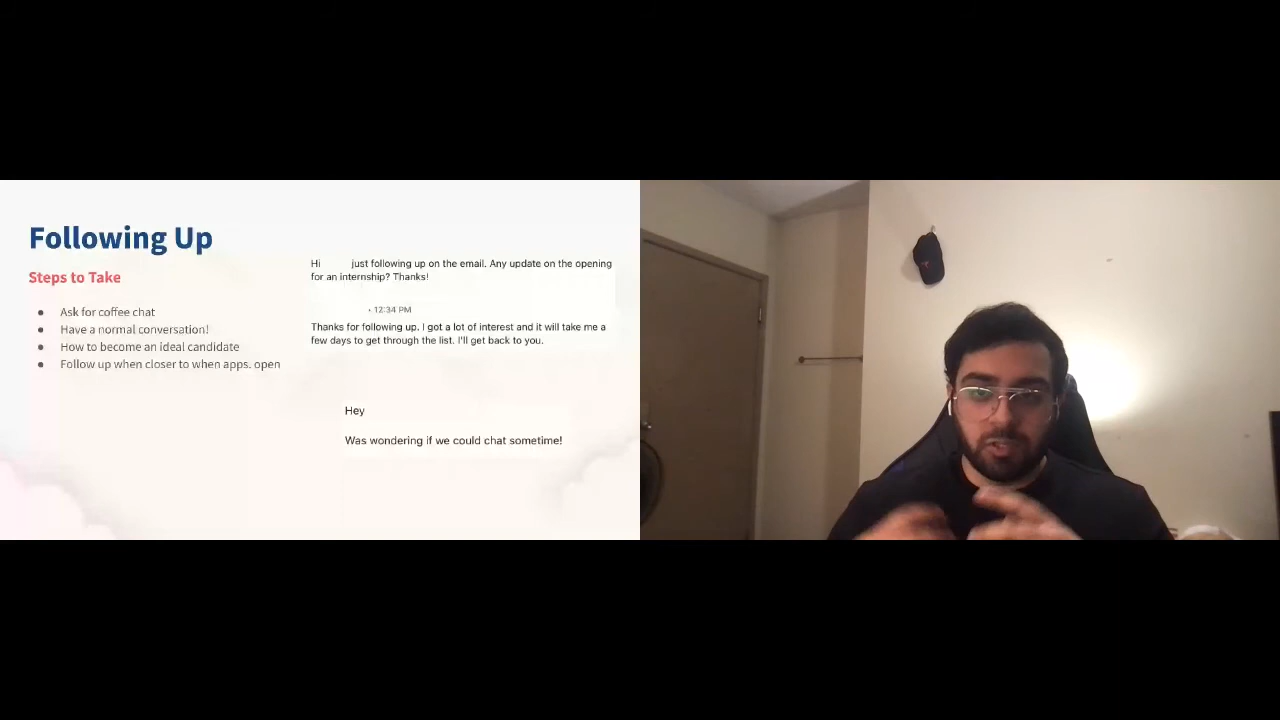 Following Up
Steps to Take
● Ask for coffee chat
● Have a normal conversation!
● How to become an ideal candidate
● Follow up when closer to when apps. open
Hi just following up on the email. Any update on the opening
for an internship? Thanks!
• 12:34 PM
Thanks for following up. I got a lot of interest and it will take me a
few days to get through the list. I'll get back to you.
Hey
Was wondering if we could chat sometime!